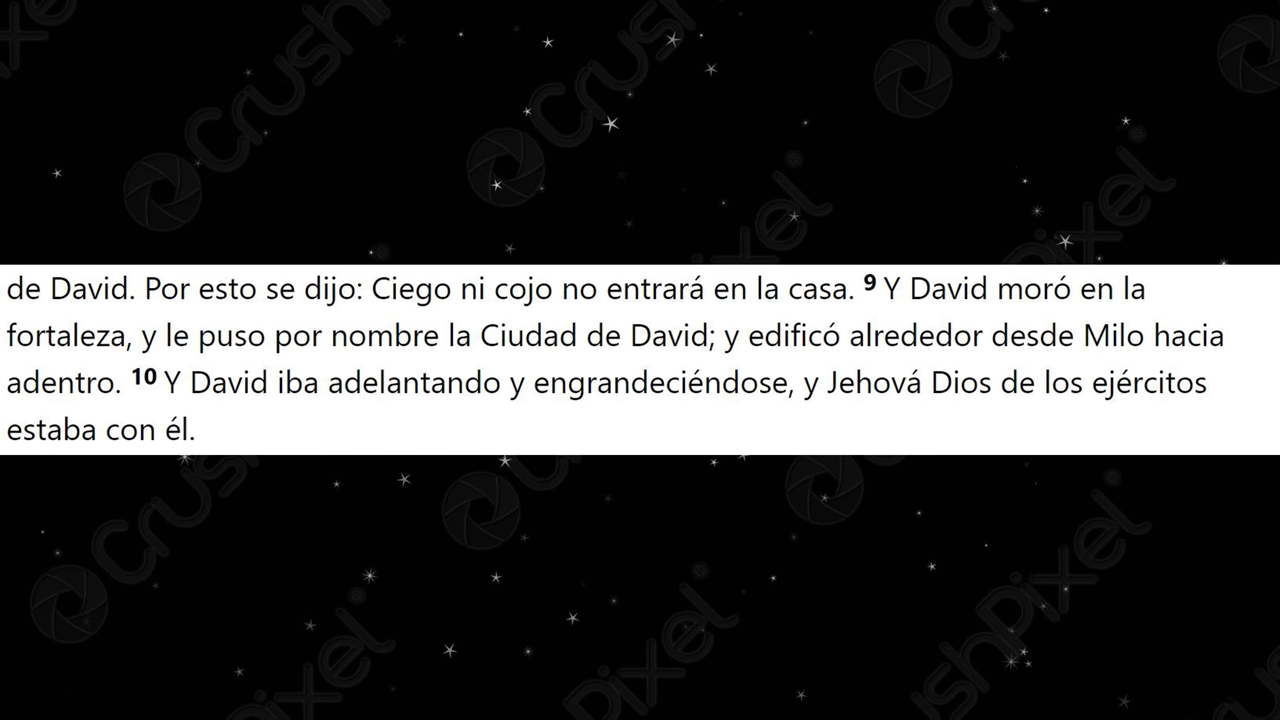 de David. Por esto se dijo: Ciego ni cojo no entrará en la casa. 9 Y David moró en la
fortaleza, y le puso por nombre la Ciudad de David; y edificó alrededor desde Milo hacia
adentro. 10 Y David iba adelantando y engrandeciéndose, y Jehová Dios de los ejércitos
estaba con él.